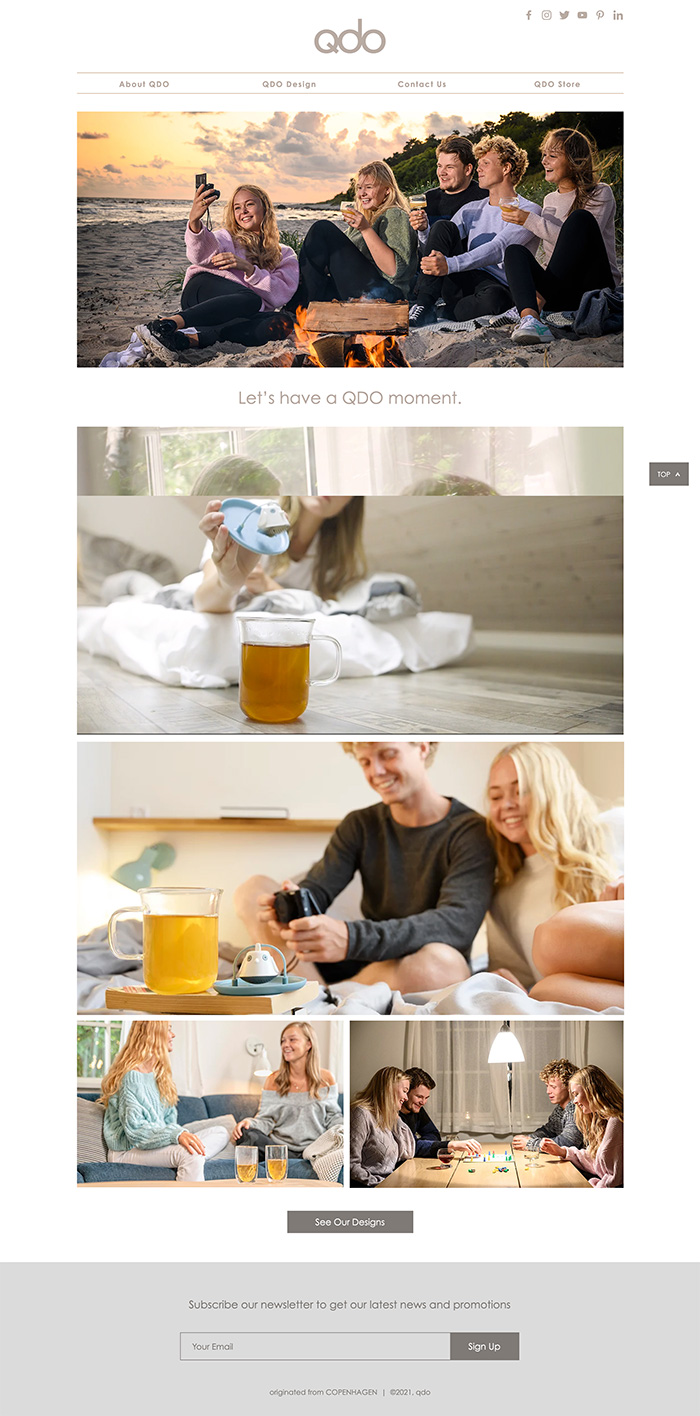 qdo
About QDO
QDO Design
Contact Us
QDO Store
Let's have a QDO moment.
TOP
See Our Designs
Subscribe our newsletter to get our latest news and promotions
Your Email
Sign Up
originated from COPENHAGEN | ©2021, qdo